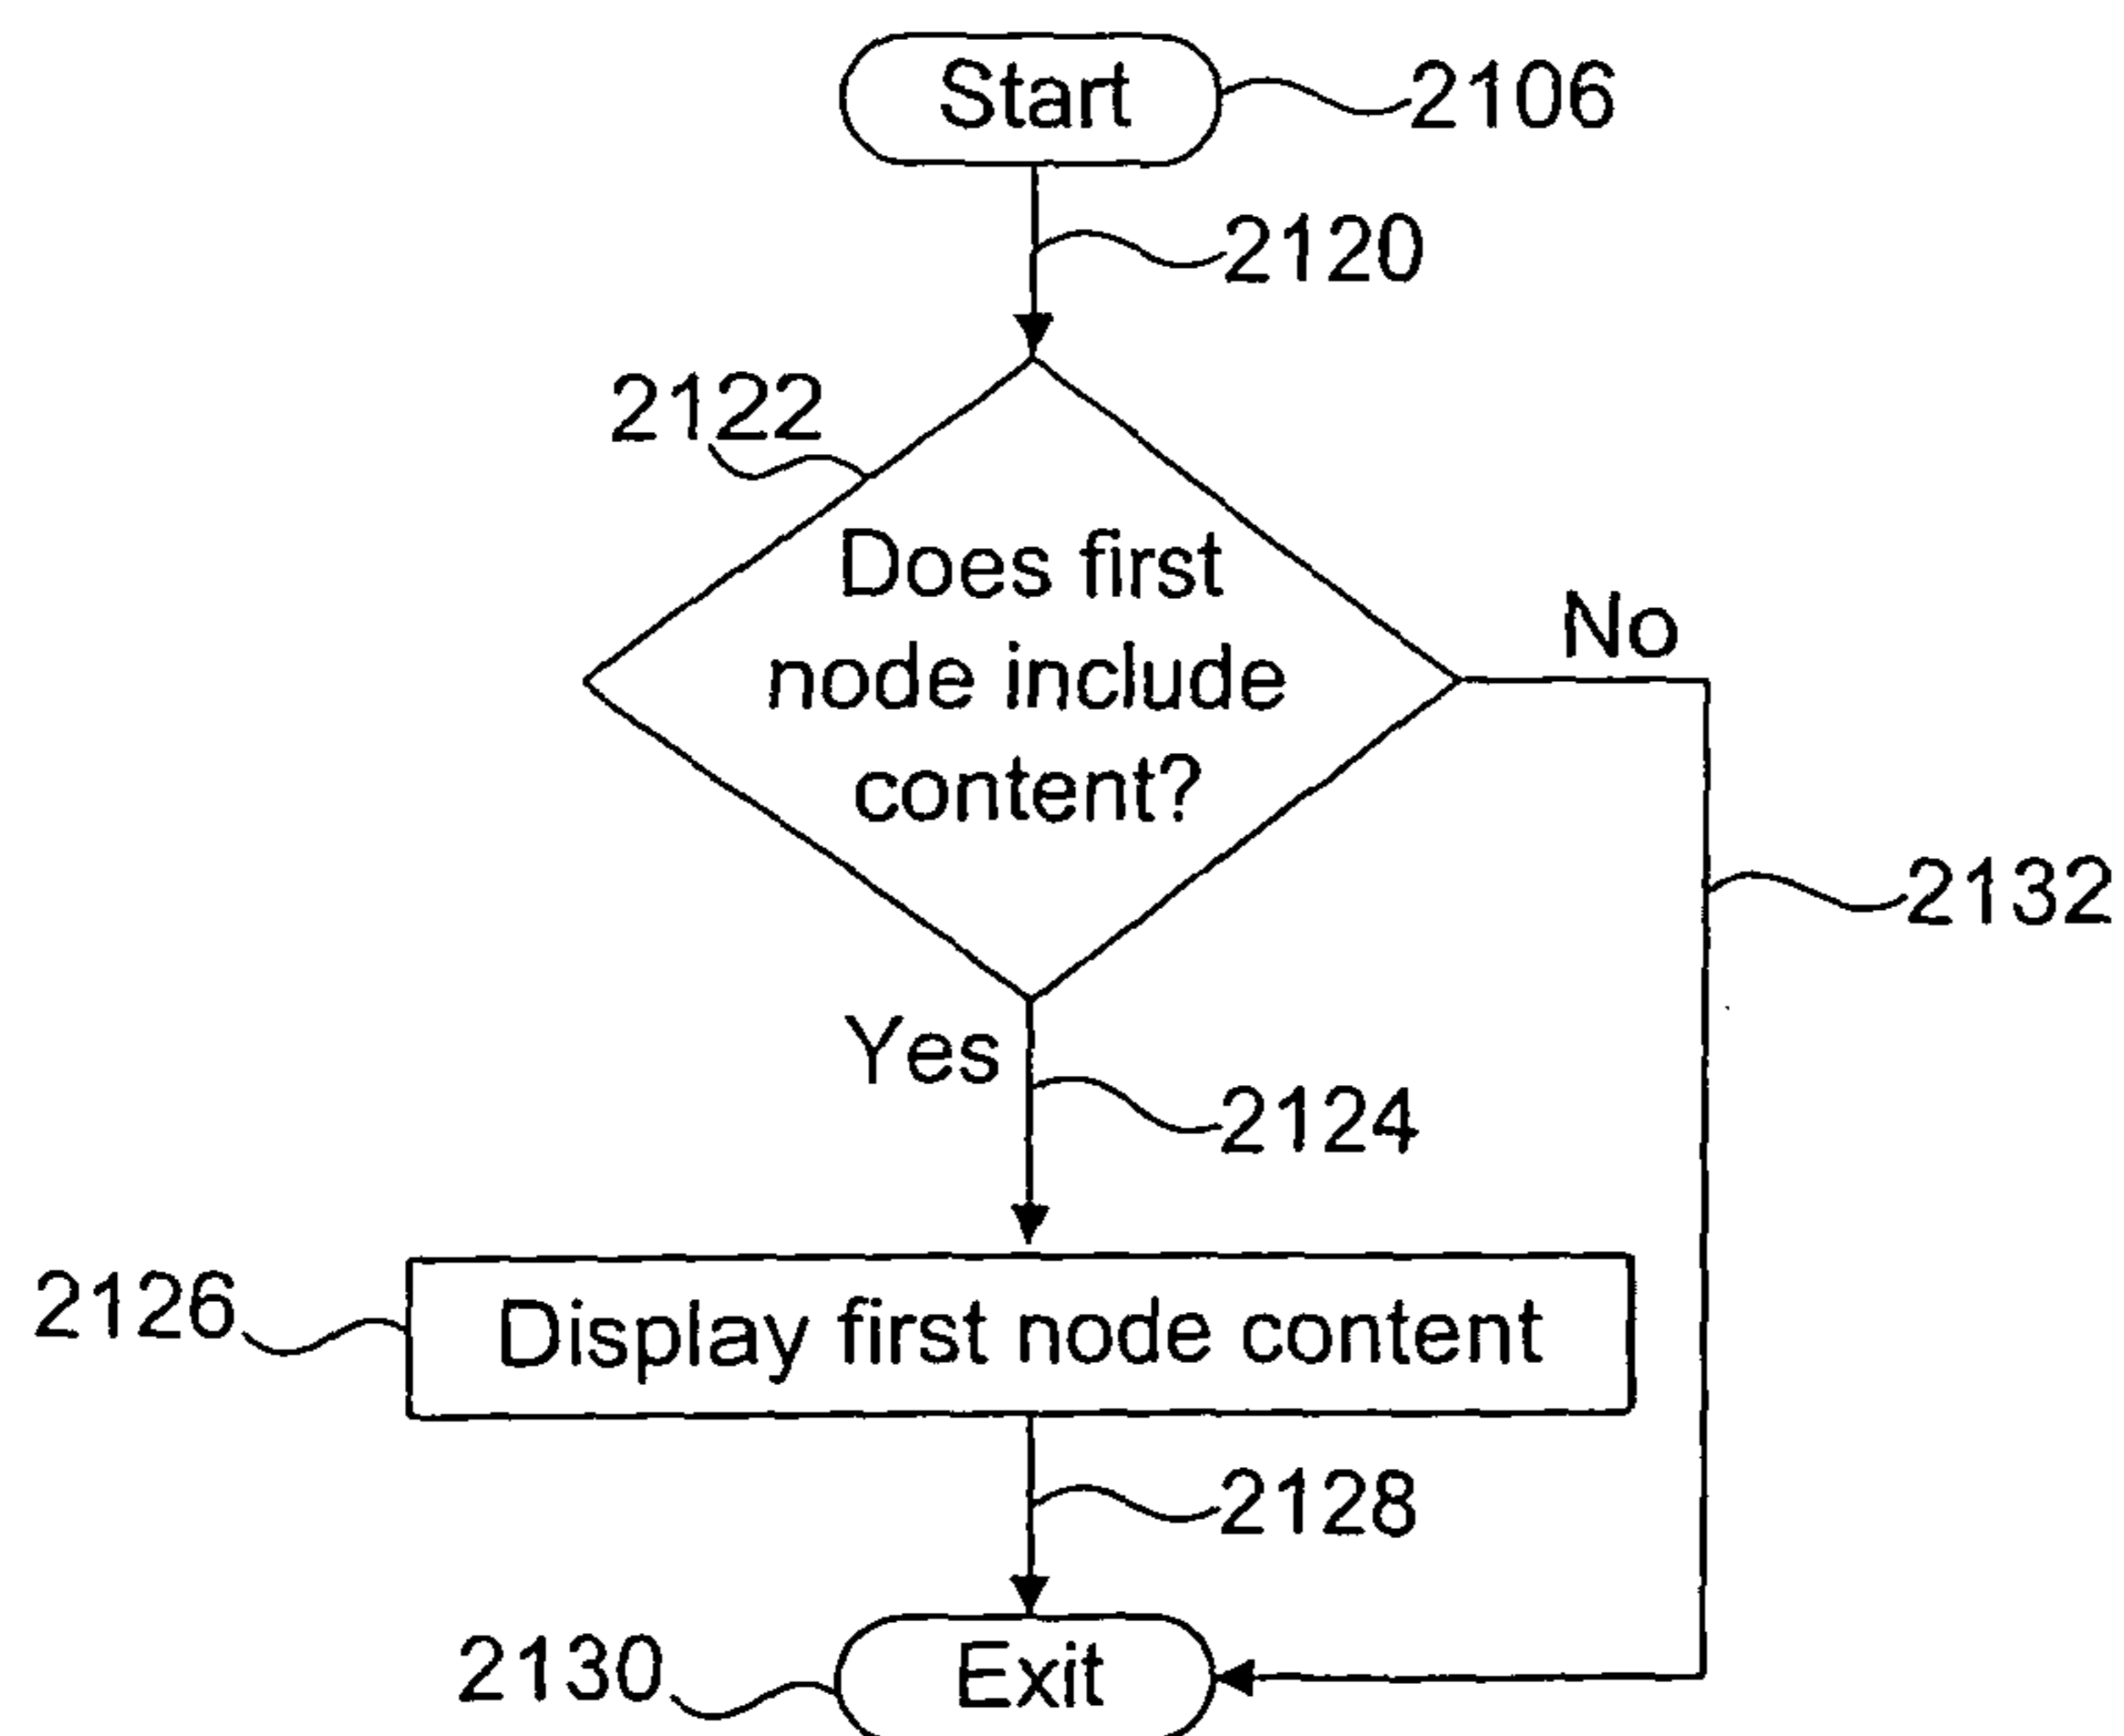 Start
2106
2120
2122
Does first
node include
content?
No
2132
Yes
2124
2126
Display first node content
2128
2130
Exit